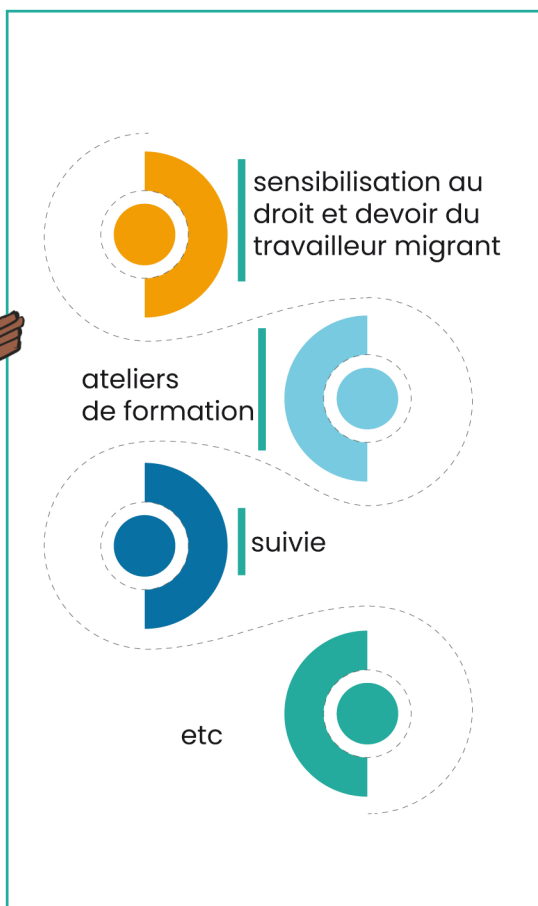 sensibilisation au
droit et devoir du
travailleur migrant
ateliers
de formation
suivie
etc